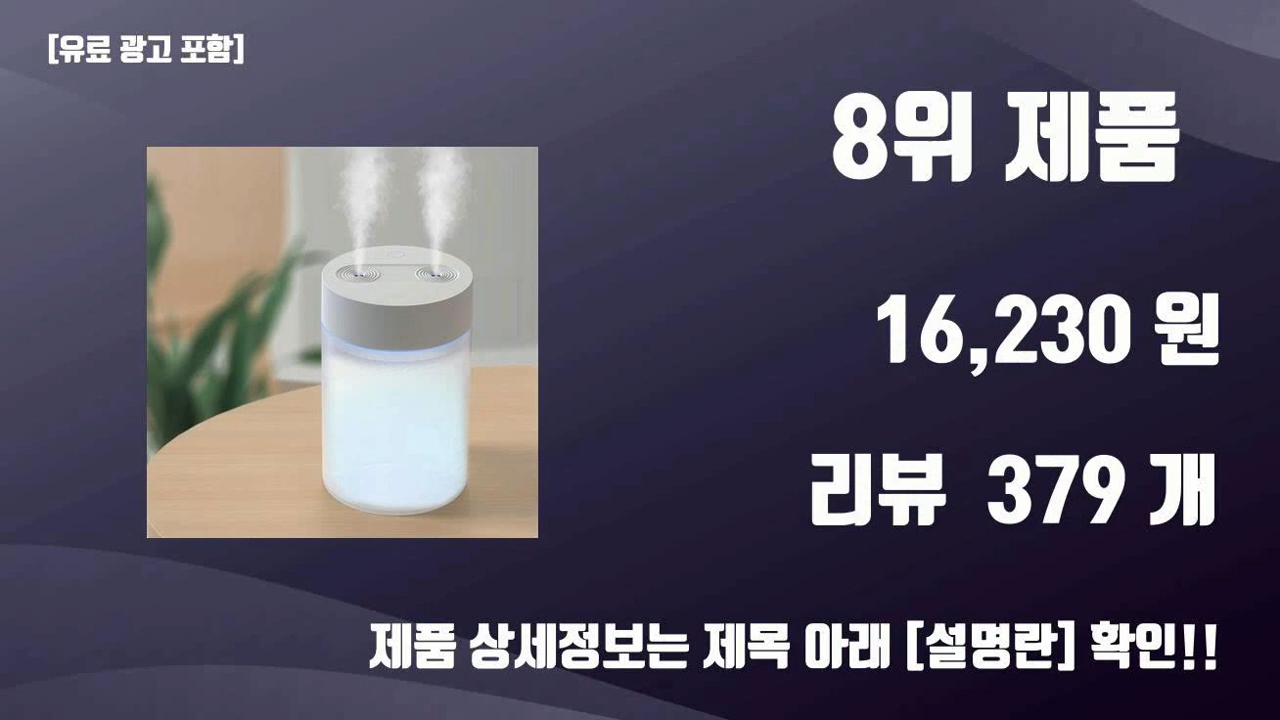 [유료 광고 포함]
8위 제품
16,230 원
리뷰 379 개
제품 상세정보는 제목 아래 [설명란] 확인!!